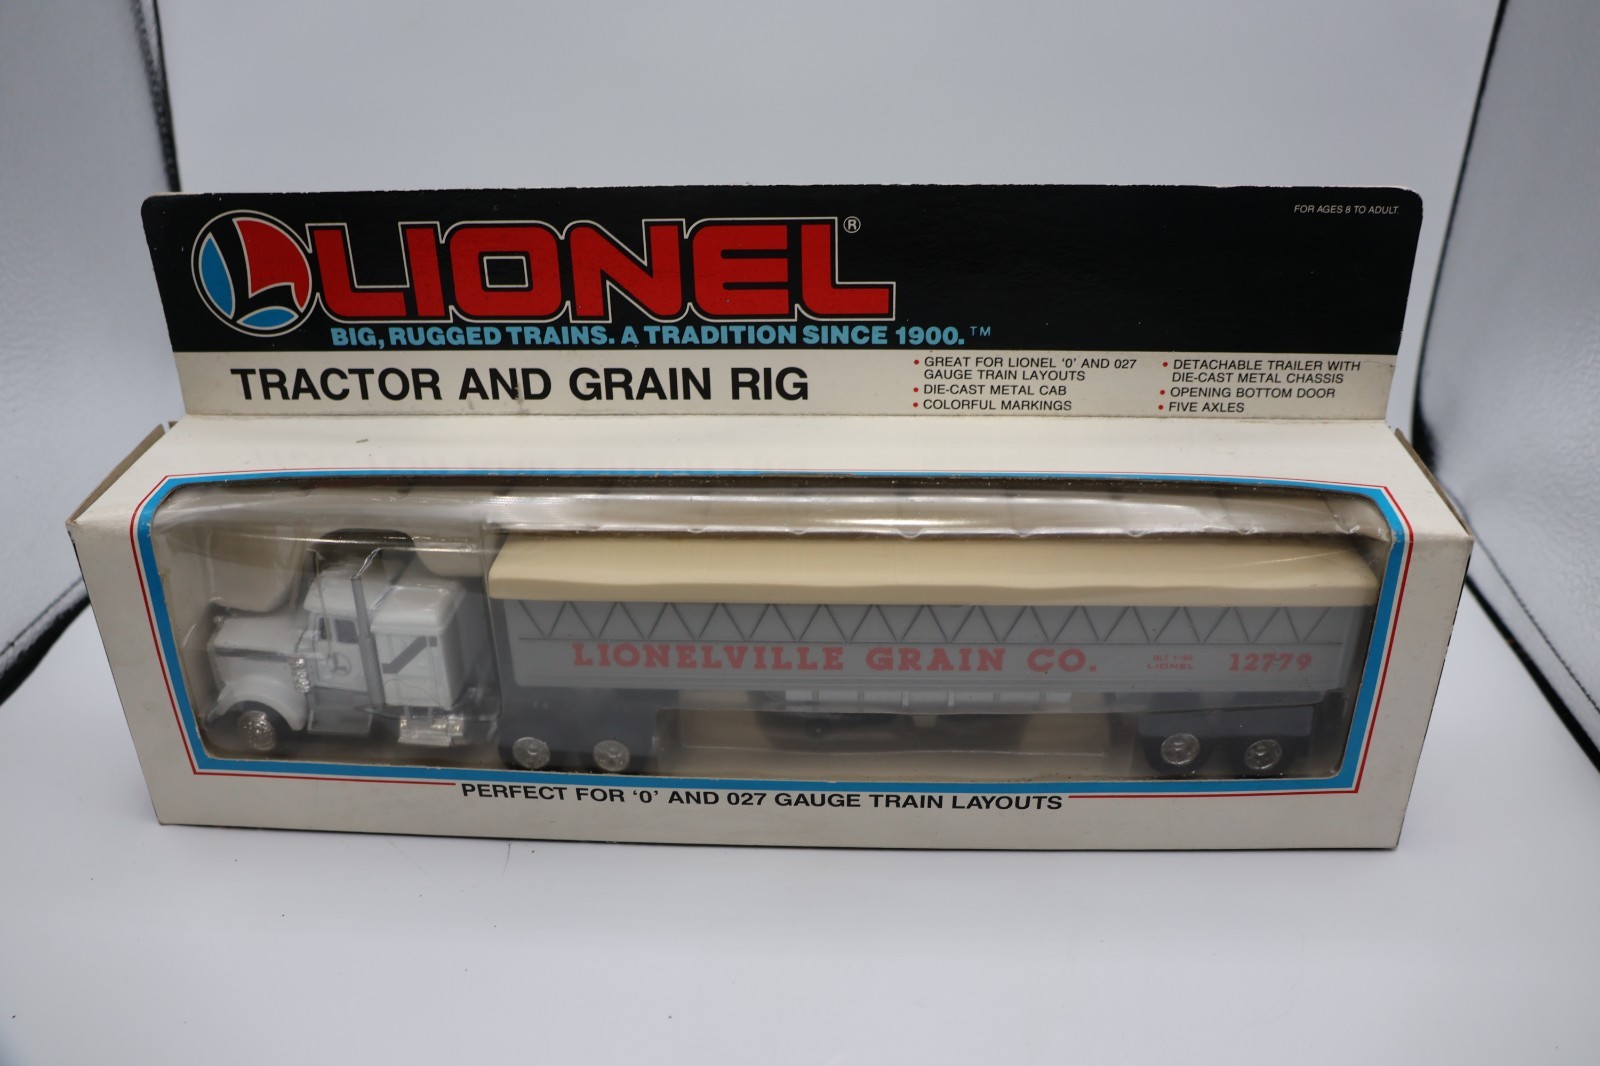 FOR AGES 8 TO ADULT.
LIONEL®
BIG, RUGGED TRAINS. A TRADITION SINCE 1900.™
TRACTOR AND GRAIN RIG
• GREAT FOR LIONEL '0' AND 027
GAUGE TRAIN LAYOUTS
• DIE-CAST METAL CAB
• COLORFUL MARKINGS
• DETACHABLE TRAILER WITH
DIE-CAST METAL CHASSIS
• OPENING BOTTOM DOOR
• FIVE AXLES
LIONELVILLE GRAIN CO.
BLT
LIONEL
12779
PERFECT FOR '0' AND 027 GAUGE TRAIN LAYOUTS